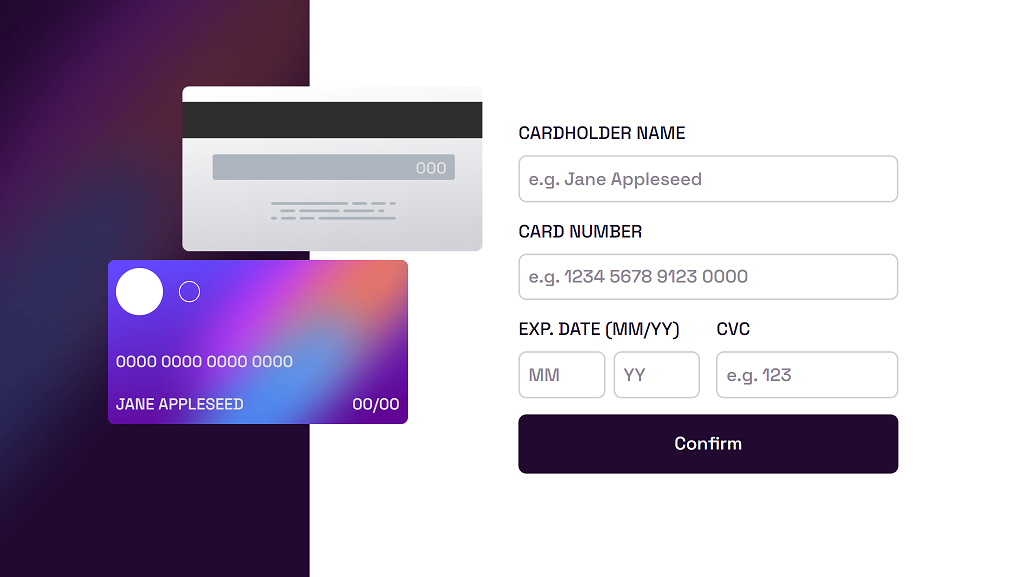 000
0000 0000 0000 0000
JANE APPLESEED 00/00
CARDHOLDER NAME
e.g. Jane Appleseed
CARD NUMBER
e.g. 1234 5678 9123 0000
EXP. DATE (MM/YY) CVC
MM YY e.g. 123
Confirm